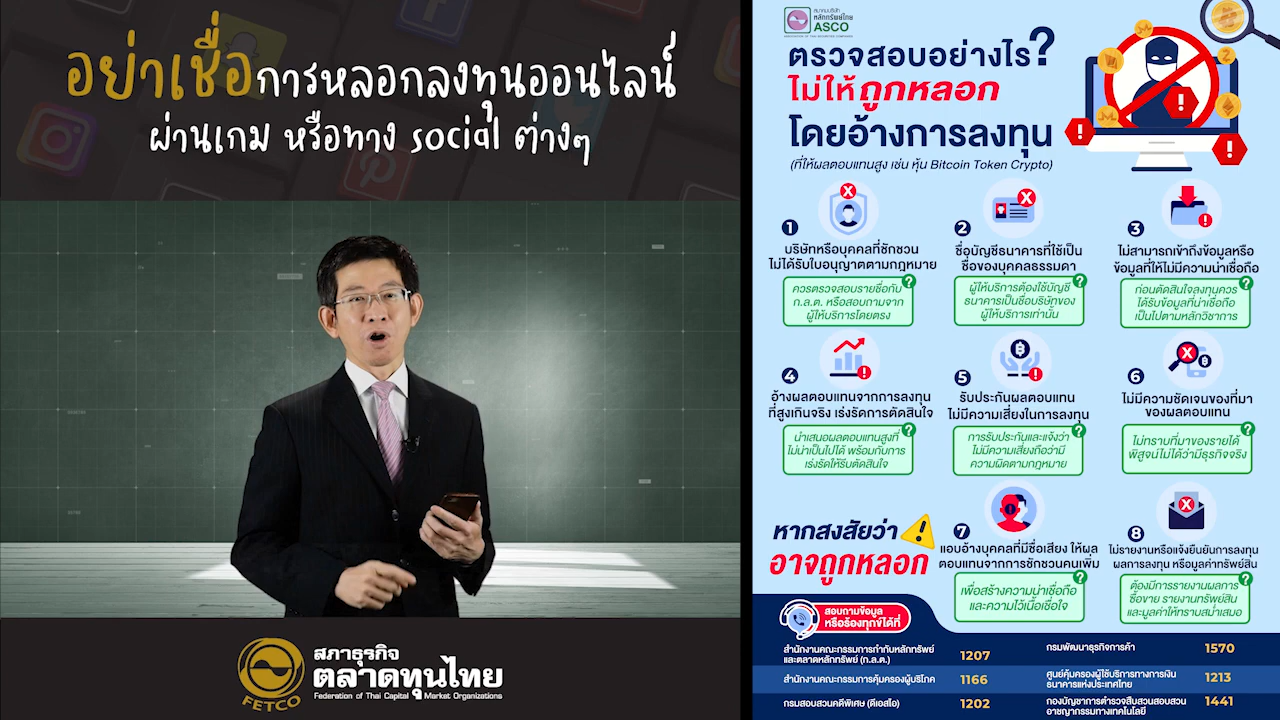 อย่าเชื่อการหลอกลงทุนออนไลน์
ผ่านเกม หรือทาง social ต่างๆ
FETCO
สภาธุรกิจ
ตลาดทุนไทย
Federation of Thai Capital Market Organizations
สมาคมบริษัท
หลักทรัพย์ไทย
ASCO
ASSOCIATION OF THAI SECURITIES COMPANIES
ตรวจสอบอย่างไร?
ไม่ให้ถูกหลอก
โดยอ้างการลงทุน
(ที่ให้ผลตอบแทนสูง เช่น หุ้น Bitcoin Token Crypto)
1
บริษัทหรือบุคคลที่ชักชวน
ไม่ได้รับใบอนุญาตตามกฎหมาย
ควรตรวจสอบรายชื่อกับ
ก.ล.ต. หรือสอบถามจาก
ผู้ให้บริการโดยตรง
2
ชื่อบัญชีธนาคารที่ใช้เป็น
ชื่อของบุคคลธรรมดา
ผู้ให้บริการต้องใช้บัญชี
ธนาคารเป็นชื่อบริษัทของ
ผู้ให้บริการเท่านั้น
3
ไม่สามารถเข้าถึงข้อมูลหรือ
ข้อมูลที่ให้ไม่มีความน่าเชื่อถือ
ก่อนตัดสินใจลงทุนควร
ได้รับข้อมูลที่น่าเชื่อถือ
เป็นไปตามหลักวิชาการ
4
อ้างผลตอบแทนจากการลงทุน
ที่สูงเกินจริง เร่งรัดการตัดสินใจ
นำเสนอผลตอบแทนสูงที่
ไม่น่าเป็นไปได้ พร้อมกับการ
เร่งรัดให้รีบตัดสินใจ
5
รับประกันผลตอบแทน
ไม่มีความเสี่ยงในการลงทุน
การรับประกันและแจ้งว่า
ไม่มีความเสี่ยงถือว่ามี
ความผิดตามกฎหมาย
6
ไม่มีความชัดเจนของที่มา
ของผลตอบแทน
ไม่ทราบที่มาของรายได้
พิสูจน์ไม่ได้ว่ามีธุรกิจจริง
หากสงสัยว่า
อาจถูกหลอก
7
แอบอ้างบุคคลที่มีชื่อเสียง ให้ผล
ตอบแทนจากการชักชวนคนเพิ่ม
เพื่อสร้างความน่าเชื่อถือ
และความไว้เนื้อเชื่อใจ
8
ไม่รายงานหรือแจ้งยืนยันการลงทุน
ผลการลงทุน หรือมูลค่าทรัพย์สิน
ต้องมีการรายงานผลการ
ซื้อขาย รายงานทรัพย์สิน
และมูลค่าให้ทราบสม่ำเสมอ
สอบถามข้อมูล
หรือร้องทุกข์ได้ที่
สำนักงานคณะกรรมการกำกับหลักทรัพย์
และตลาดหลักทรัพย์ (ก.ล.ต.) 1207
สำนักงานคณะกรรมการคุ้มครองผู้บริโภค 1166
กรมสอบสวนคดีพิเศษ (ดีเอสไอ) 1202
กรมพัฒนาธุรกิจการค้า 1570
ศูนย์คุ้มครองผู้ใช้บริการทางการเงิน
ธนาคารแห่งประเทศไทย 1213
กองบัญชาการตำรวจสืบสวนสอบสวน
อาชญากรรมทางเทคโนโลยี 1441